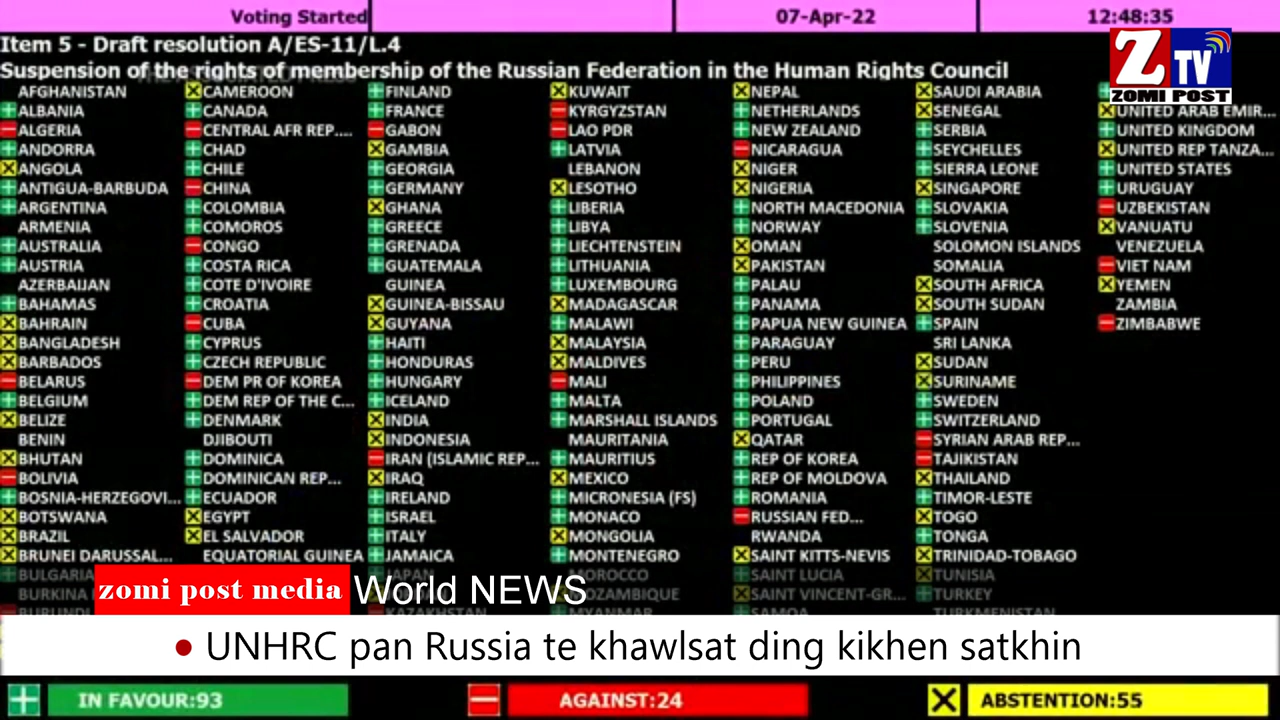 Voting Started 07-Apr-22 12:48:35
Item 5 - Draft resolution A/ES-11/L.4
Suspension of the rights of membership of the Russian Federation in the Human Rights Council
Z TV
ZOMI POST
AFGHANISTAN
ALBANIA
ALGERIA
ANDORRA
ANGOLA
ANTIGUA-BARBUDA
ARGENTINA
ARMENIA
AUSTRALIA
AUSTRIA
AZERBAIJAN
BAHAMAS
BAHRAIN
BANGLADESH
BARBADOS
BELARUS
BELGIUM
BELIZE
BENIN
BHUTAN
BOLIVIA
BOSNIA-HERZEGOVI...
BOTSWANA
BRAZIL
BRUNEI DARUSSAL...
BULGARIA
BURKINA
BURUNDI
CAMEROON
CANADA
CENTRAL AFR REP....
CHAD
CHILE
CHINA
COLOMBIA
COMOROS
CONGO
COSTA RICA
COTE D'IVOIRE
CROATIA
CUBA
CYPRUS
CZECH REPUBLIC
DEM PR OF KOREA
DEM REP OF THE C...
DENMARK
DJIBOUTI
DOMINICA
DOMINICAN REP...
ECUADOR
EGYPT
EL SALVADOR
EQUATORIAL GUINEA
FINLAND
FRANCE
GABON
GAMBIA
GEORGIA
GERMANY
GHANA
GREECE
GRENADA
GUATEMALA
GUINEA
GUINEA-BISSAU
GUYANA
HAITI
HONDURAS
HUNGARY
ICELAND
INDIA
INDONESIA
IRAN (ISLAMIC REP...
IRAQ
IRELAND
ISRAEL
ITALY
JAMAICA
JAPAN
KAZAKHSTAN
KUWAIT
KYRGYZSTAN
LAO PDR
LATVIA
LEBANON
LESOTHO
LIBERIA
LIBYA
LIECHTENSTEIN
LITHUANIA
LUXEMBOURG
MADAGASCAR
MALAWI
MALAYSIA
MALDIVES
MALI
MALTA
MARSHALL ISLANDS
MAURITANIA
MAURITIUS
MEXICO
MICRONESIA (FS)
MONACO
MONGOLIA
MONTENEGRO
MOROCCO
MOZAMBIQUE
MYANMAR
NEPAL
NETHERLANDS
NEW ZEALAND
NICARAGUA
NIGER
NIGERIA
NORTH MACEDONIA
NORWAY
OMAN
PAKISTAN
PALAU
PANAMA
PAPUA NEW GUINEA
PARAGUAY
PERU
PHILIPPINES
POLAND
PORTUGAL
QATAR
REP OF KOREA
REP OF MOLDOVA
ROMANIA
RUSSIAN FED...
RWANDA
SAINT KITTS-NEVIS
SAINT LUCIA
SAINT VINCENT-GR...
SAMOA
SAUDI ARABIA
SENEGAL
SERBIA
SEYCHELLES
SIERRA LEONE
SINGAPORE
SLOVAKIA
SLOVENIA
SOLOMON ISLANDS
SOMALIA
SOUTH AFRICA
SOUTH SUDAN
SPAIN
SRI LANKA
SUDAN
SURINAME
SWEDEN
SWITZERLAND
SYRIAN ARAB REP...
TAJIKISTAN
THAILAND
TIMOR-LESTE
TOGO
TONGA
TRINIDAD-TOBAGO
TUNISIA
TURKEY
TURKMENISTAN
UNITED ARAB EMIR...
UNITED KINGDOM
UNITED REP TANZA...
UNITED STATES
URUGUAY
UZBEKISTAN
VANUATU
VENEZUELA
VIET NAM
YEMEN
ZAMBIA
ZIMBABWE
zomi post media World NEWS
• UNHRC pan Russia te khawlsat ding kikhen satkhin
IN FAVOUR:93 AGAINST:24 ABSTENTION:55